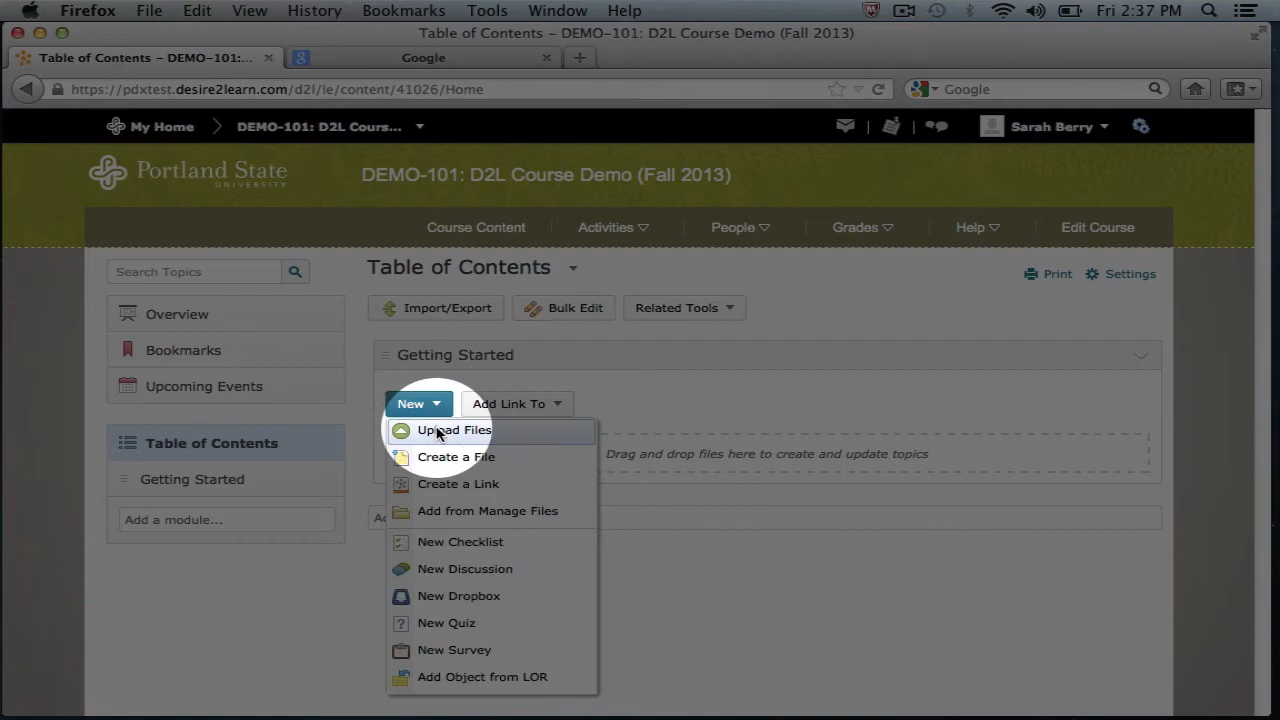 Firefox File Edit View History Bookmarks Tools Window Help Fri 2:37 PM
Table of Contents – DEMO-101: D2L Course Demo (Fall 2013)
Table of Contents – DEMO-101:... Google
https://pdxtest.desire2learn.com/d2l/le/content/41026/Home Google
My Home DEMO-101: D2L Cours... Sarah Berry
Portland State
UNIVERSITY
DEMO-101: D2L Course Demo (Fall 2013)
Course Content Activities People Grades Help Edit Course
Search Topics
Table of Contents
Print Settings
Overview
Import/Export Bulk Edit Related Tools
Bookmarks
Getting Started
Upcoming Events
New Add Link To
Table of Contents
Upload Files
Drag and drop files here to create and update topics
Create a File
Getting Started
Create a Link
Add a module...
Add from Manage Files
New Checklist
New Discussion
New Dropbox
New Quiz
New Survey
Add Object from LOR